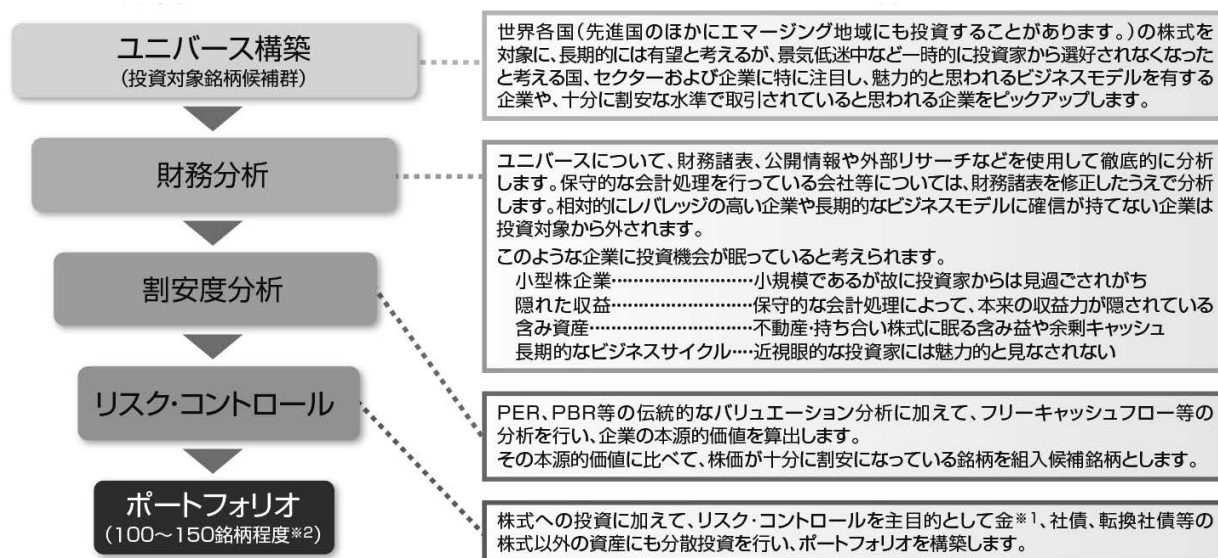 ユニバース構築
(投資対象銘柄候補群)
世界各国(先進国のほかにエマージング地域にも投資することがあります。)の株式を
対象に、長期的には有望と考えるが、景気低迷中など一時的に投資家から選好されなくなった
と考える国、セクターおよび企業に特に注目し、魅力的と思われるビジネスモデルを有する
企業や、十分に割安な水準で取引されていると思われる企業をピックアップします。
財務分析
ユニバースについて、財務諸表、公開情報や外部リサーチなどを使用して徹底的に分析
します。保守的な会計処理を行っている会社等については、財務諸表を修正したうえで分析
します。相対的にレバレッジの高い企業や長期的なビジネスモデルに確信が持てない企業は
投資対象から外されます。
このような企業に投資機会が眠っていると考えられます。
小型株企業……………………小規模であるが故に投資家からは見過ごされがち
隠れた収益……………………保守的な会計処理によって、本来の収益力が隠されている
含み資産………………………不動産・持ち合い株式に眠る含み益や余剰キャッシュ
長期的なビジネスサイクル…‥近視眼的な投資家には魅力的と見なされない
割安度分析
PER、PBR等の伝統的なバリュエーション分析に加えて、フリーキャッシュフロー等の
分析を行い、企業の本源的価値を算出します。
その本源的価値に比べて、株価が十分に割安になっている銘柄を組入候補銘柄とします。
リスク・コントロール
株式への投資に加えて、リスク・コントロールを主目的として金※1、社債、転換社債等の
株式以外の資産にも分散投資を行い、ポートフォリオを構築します。
ポートフォリオ
(100〜150銘柄程度※2)